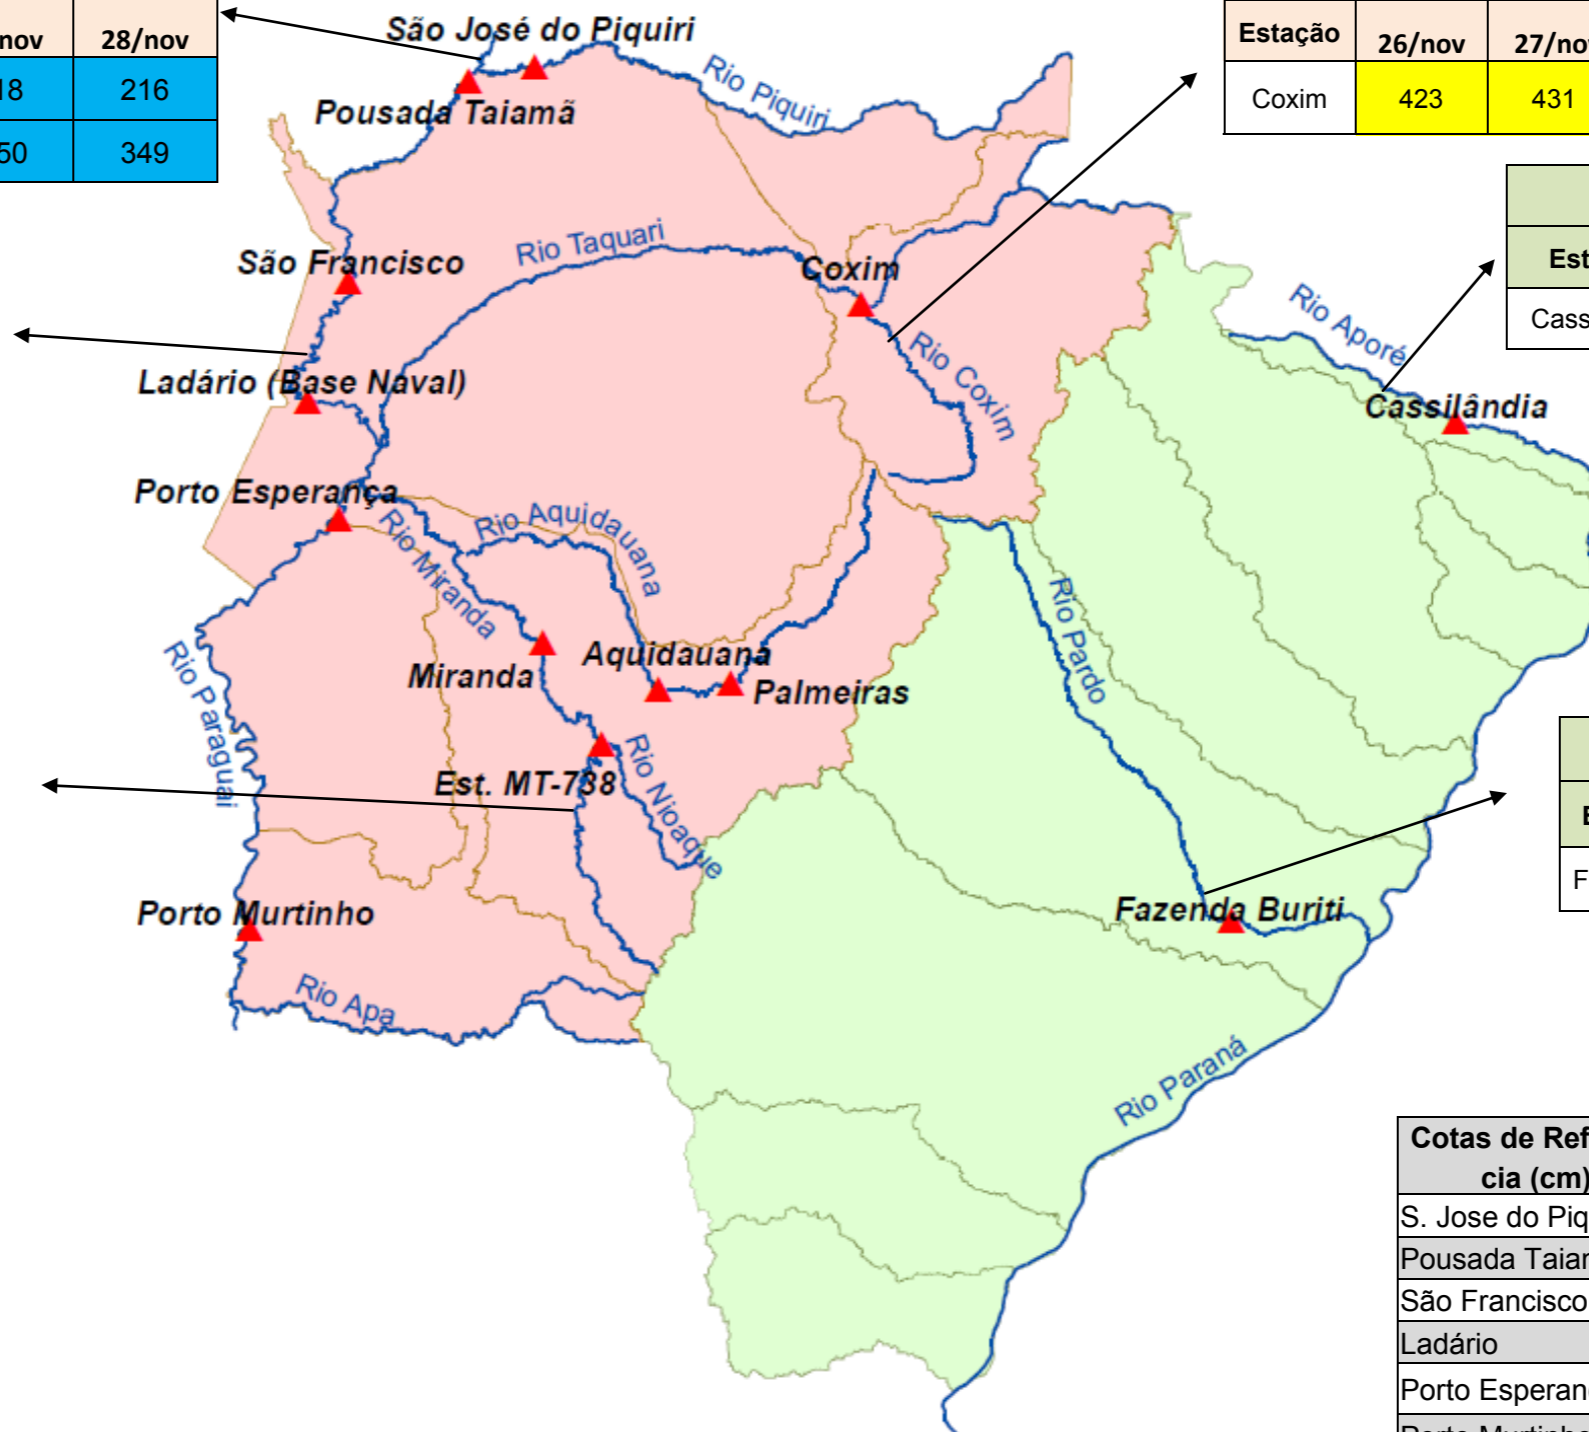 nov 28/nov
18 216
50 349
Estação 26/nov 27/nov
Coxim 423 431
São José do Piquiri
Pousada Taiamã
Rio Piquiri
São Francisco
Rio Taquari
Coxim
Rio Coxim
Est
Cass
Rio Aporé
Cassilândia
Ladário (Base Naval)
Porto Esperança
Rio Miranda
Rio Aquidauana
Rio Pardo
Miranda
Aquidauana
Palmeiras
Rio Paraguai
Est. MT-738
Rio Nioaque
E
F
Porto Murtinho
Fazenda Buriti
Rio Apa
Rio Paraná
Cotas de Ref
cia (cm)
S. Jose do Piq
Pousada Taiar
São Francisco
Ladário
Porto Esperan
Porto Murtinho